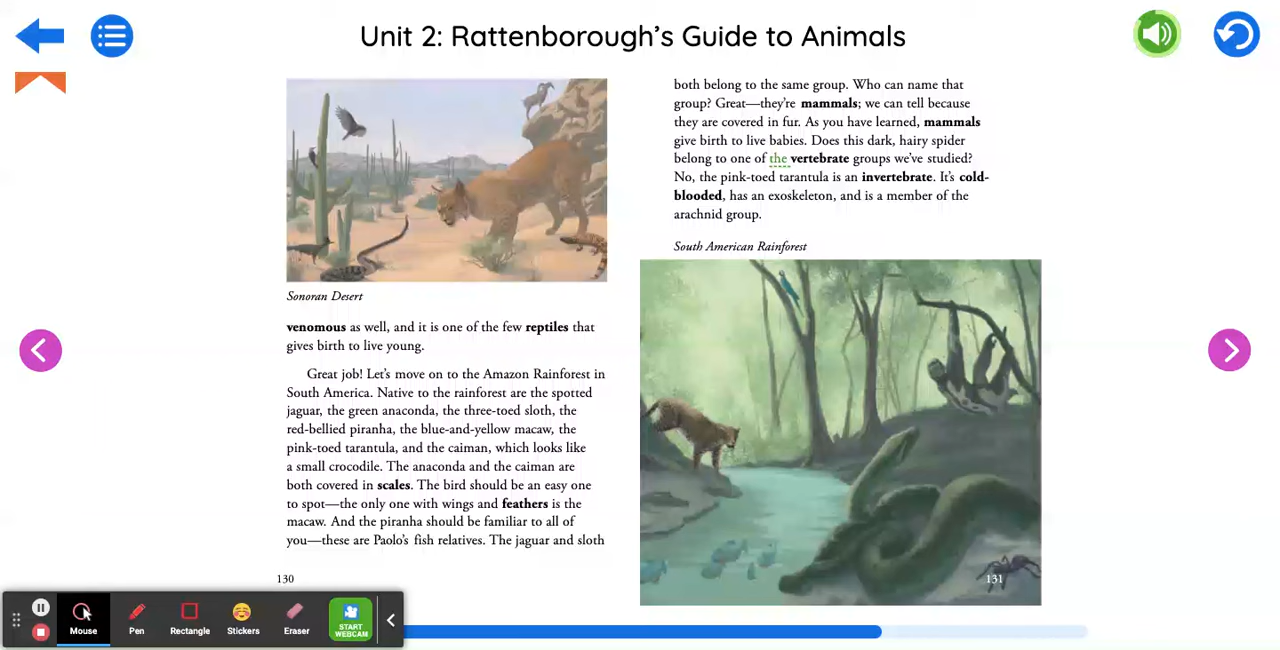 Unit 2: Rattenborough's Guide to Animals
Sonoran Desert
venomous as well, and it is one of the few reptiles that
gives birth to live young.
Great job! Let's move on to the Amazon Rainforest in
South America. Native to the rainforest are the spotted
jaguar, the green anaconda, the three-toed sloth, the
red-bellied piranha, the blue-and-yellow macaw, the
pink-toed tarantula, and the caiman, which looks like
a small crocodile. The anaconda and the caiman are
both covered in scales. The bird should be an easy one
to spot—the only one with wings and feathers is the
macaw. And the piranha should be familiar to all of
you—these are Paolo's fish relatives. The jaguar and sloth
130
both belong to the same group. Who can name that
group? Great—they're mammals; we can tell because
they are covered in fur. As you have learned, mammals
give birth to live babies. Does this dark, hairy spider
belong to one of the vertebrate groups we've studied?
No, the pink-toed tarantula is an invertebrate. It's cold-
blooded, has an exoskeleton, and is a member of the
arachnid group.
South American Rainforest
131
Mouse
Pen
Rectangle
Stickers
Eraser
START
WEBCAM